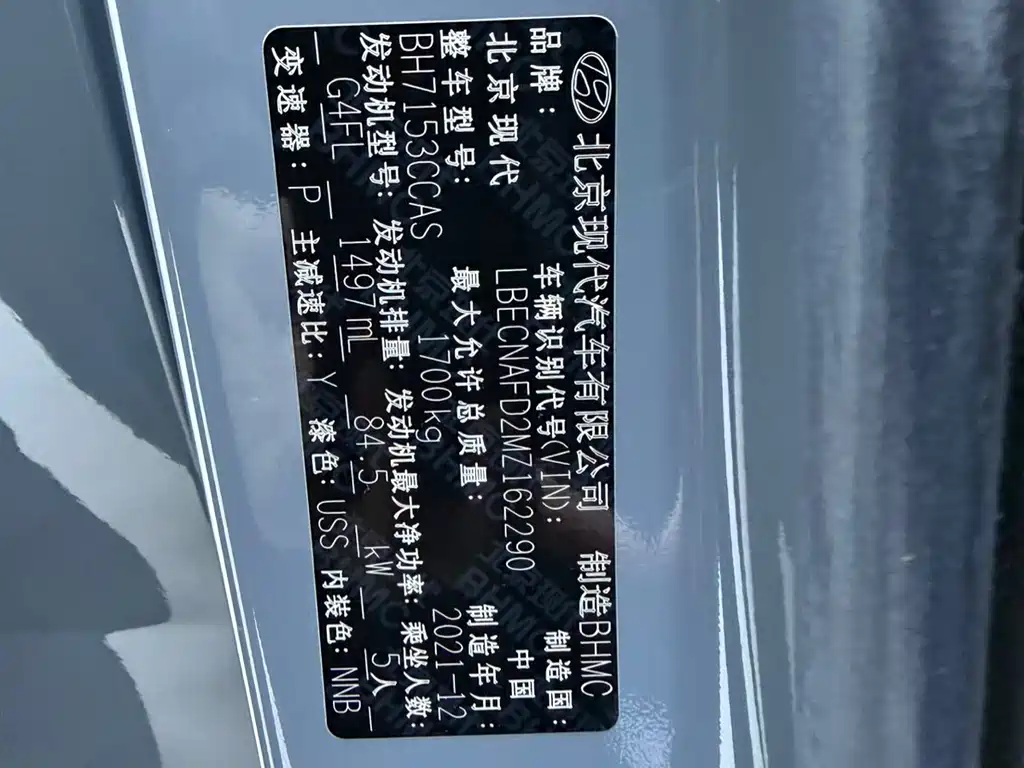 北京现代汽车有限公司 制造BHMC
品牌: 车辆识别代号(VIN): 制造国:
北京现代 LBECNAFD2MZ162290 中国
整车型号: 最大允许总质量: 制造年月:
BH7153CCAS 1700kg 2021-12
发动机型号: 发动机排量: 发动机最大净功率: 乘坐人数:
G4FL 1497mL 84.5 kW 5人
变速器: P 主减速比: Y 漆色: USS 内装色: NNB